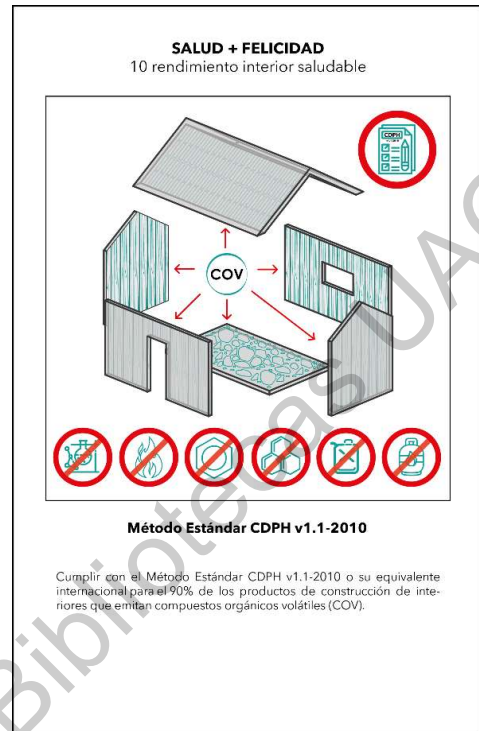 SALUD + FELICIDAD
10 rendimiento interior saludable
CDPH
COV
Método Estándar CDPH v1.1-2010
Cumplir con el Método Estándar CDPH v1.1-2010 o su equivalente
internacional para el 90% de los productos de construcción de inte-
riores que emitan compuestos orgánicos volátiles (COV).
Bibliotecas UAC